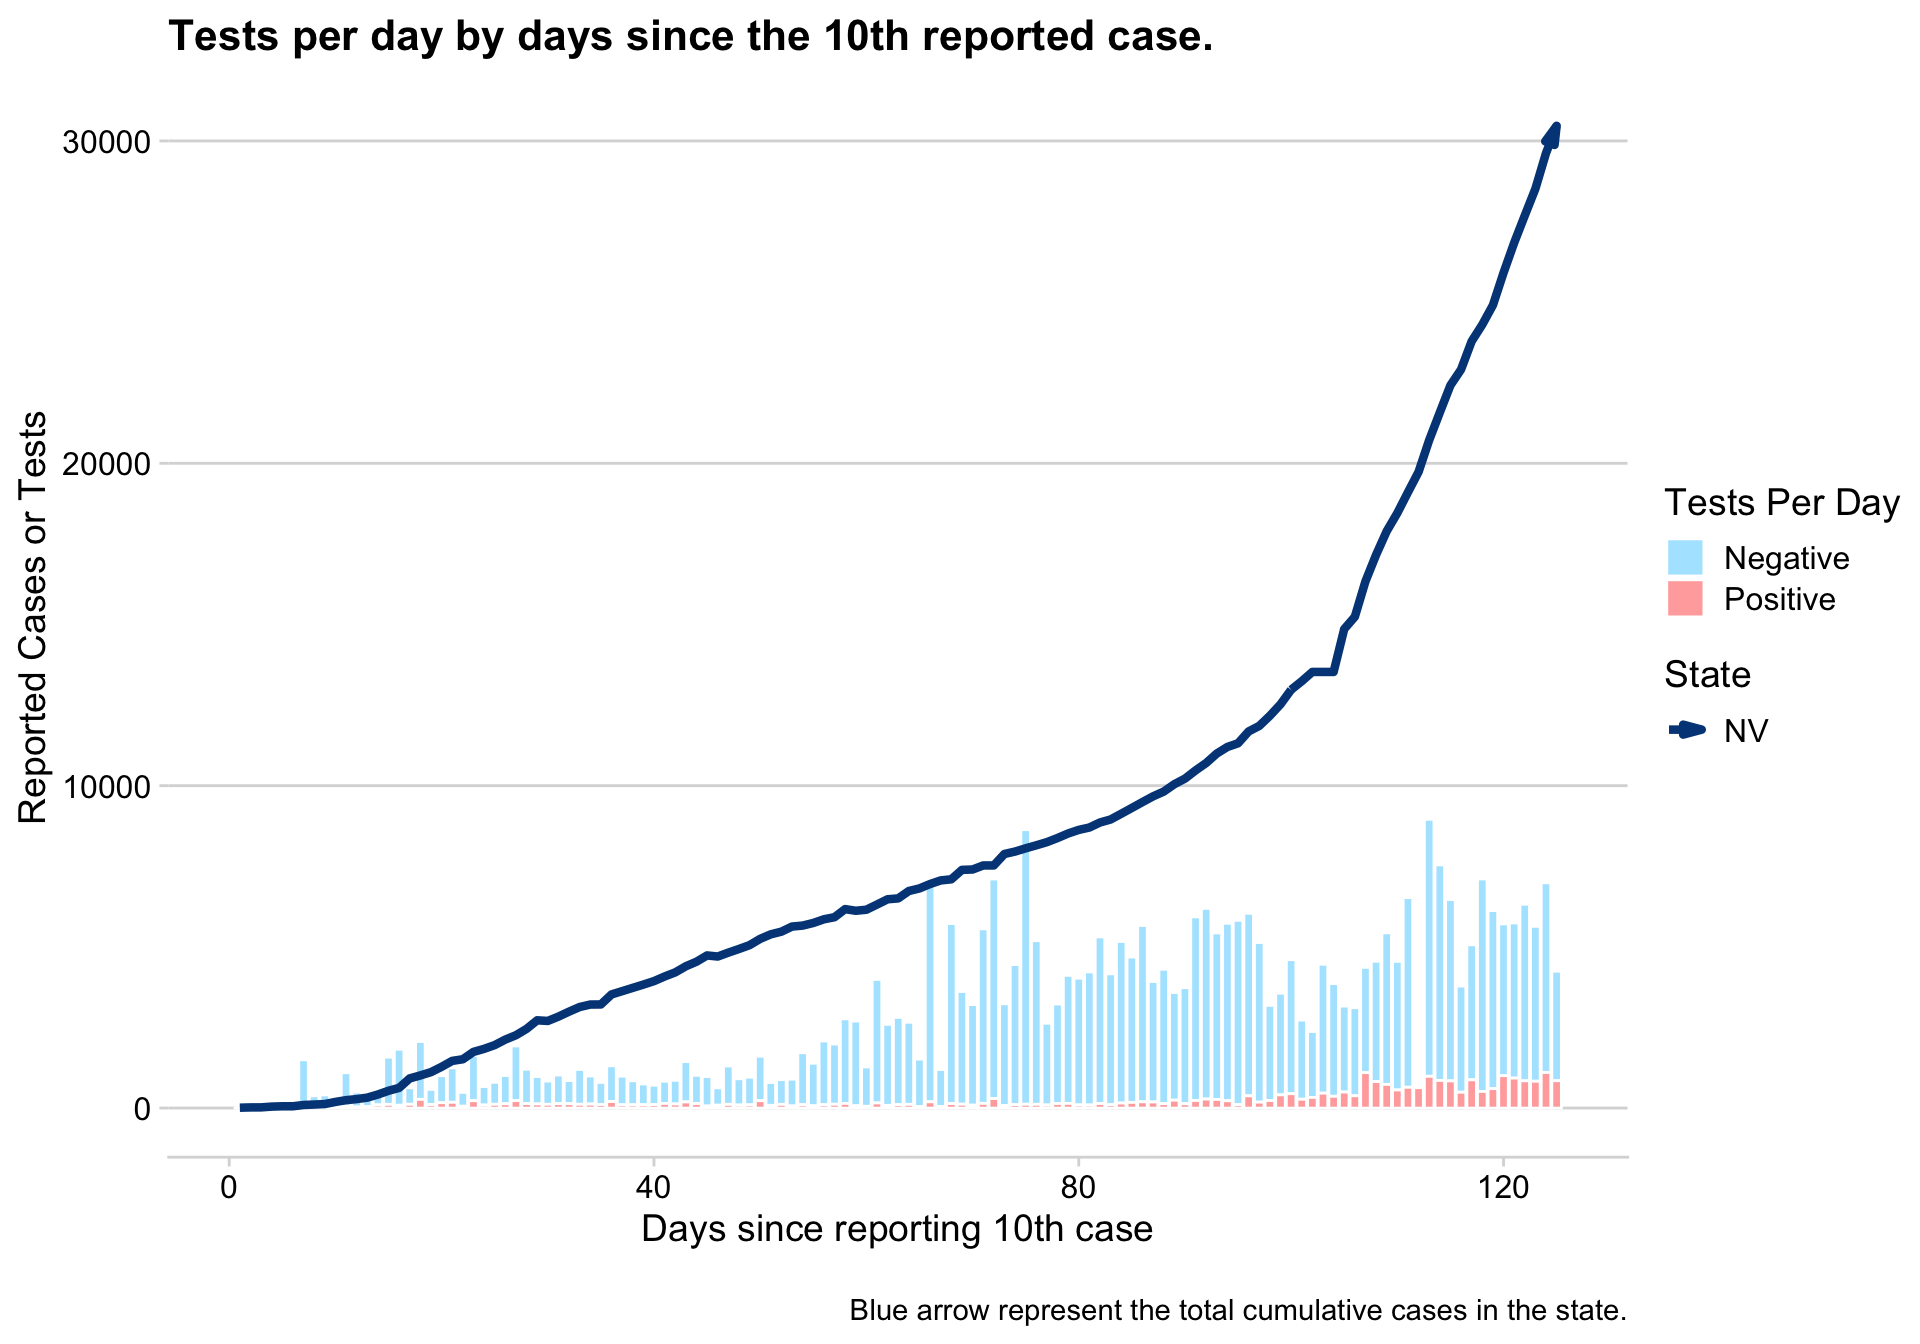 Tests per day by days since the 10th reported case.
30000
20000
10000
0
Reported Cases or Tests
0 40 80 120
Days since reporting 10th case
Tests Per Day
Negative
Positive
State
NV
Blue arrow represent the total cumulative cases in the state.